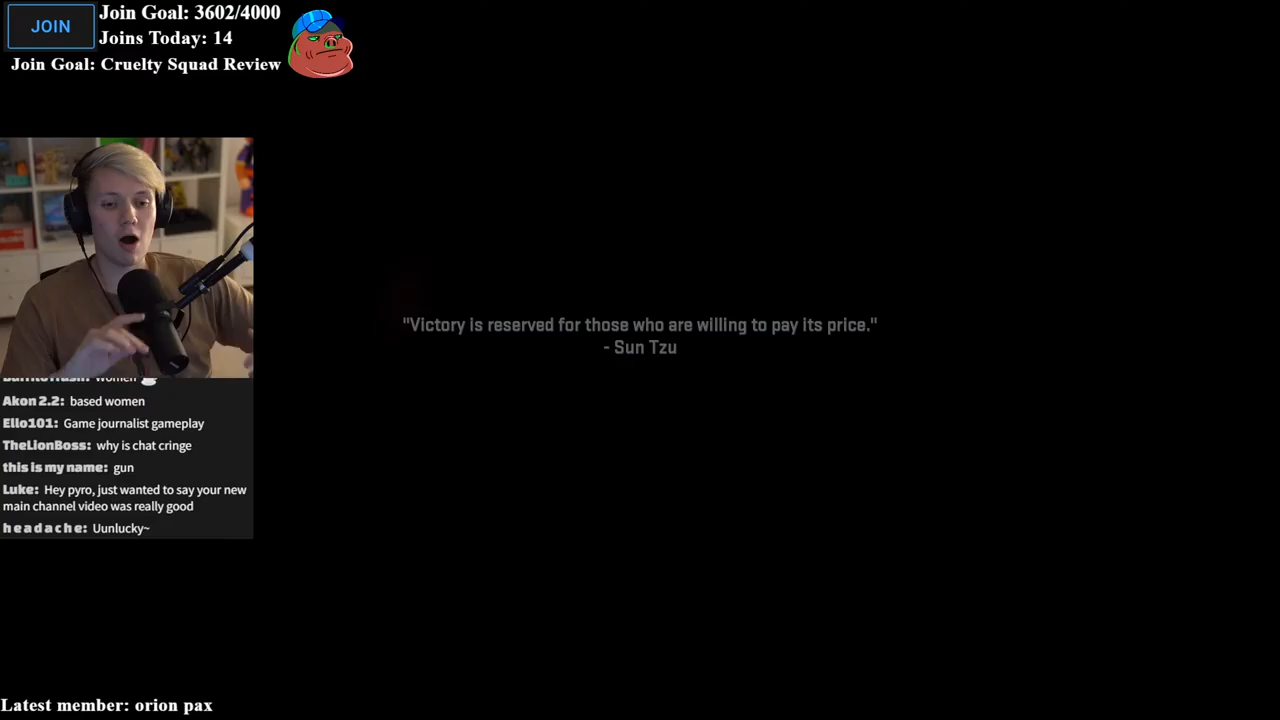 JOIN
Join Goal: 3602/4000
Joins Today: 14
Join Goal: Cruelty Squad Review
"Victory is reserved for those who are willing to pay its price."
- Sun Tzu
women
Akon 2.2: based women
Ello101: Game journalist gameplay
TheLionBoss: why is chat cringe
this is my name: gun
Luke: Hey pyro, just wanted to say your new
main channel video was really good
h e a d a c h e: Uunlucky~
Latest member: orion pax